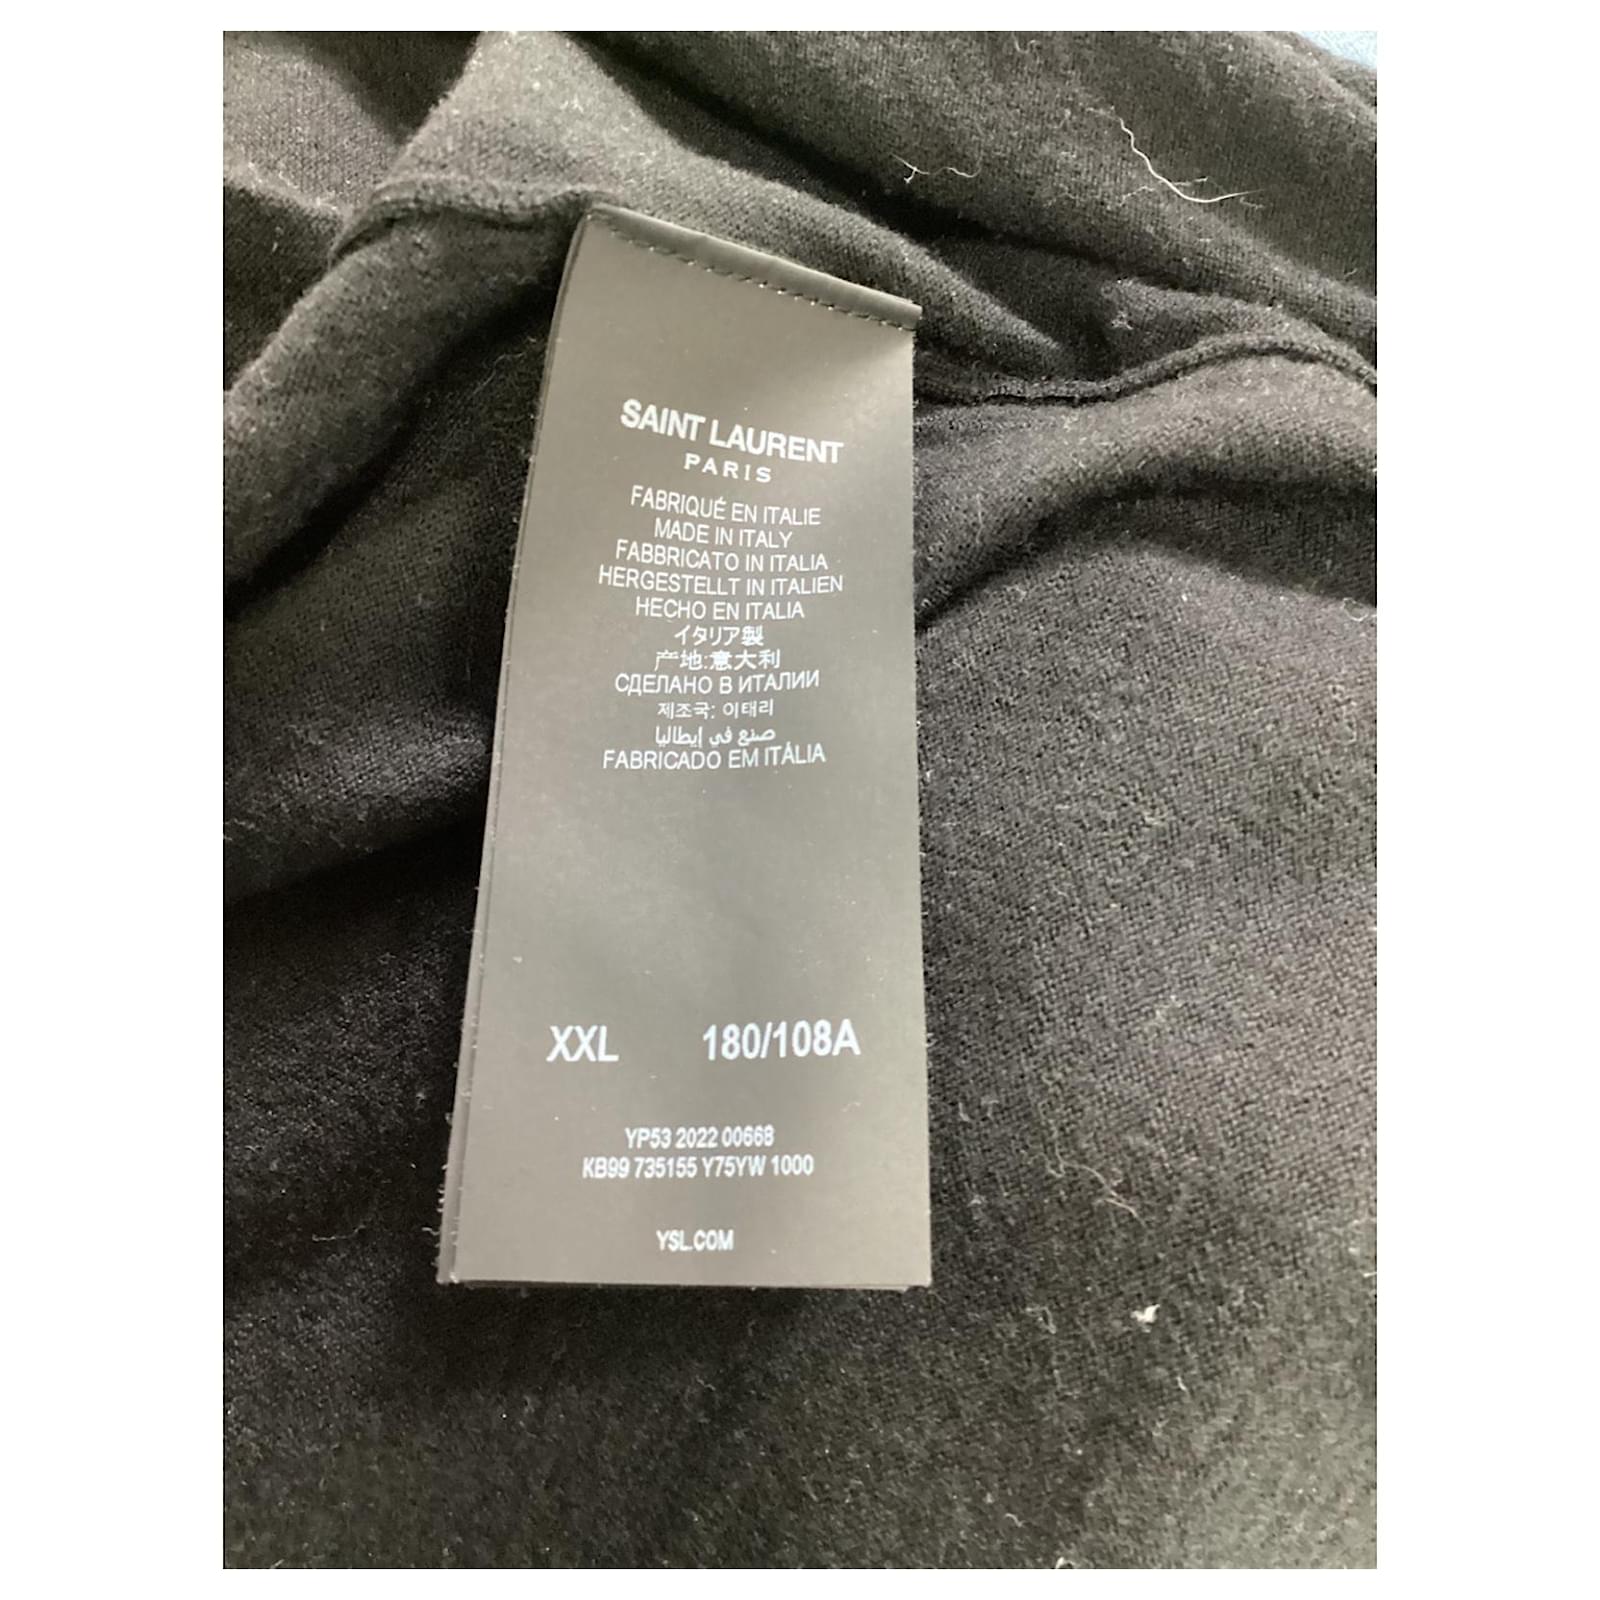 SAINT LAURENT
PARIS
FABRIQUÉ EN ITALIE
MADE IN ITALY
FABBRICATO IN ITALIA
HERGESTELLT IN ITALIEN
HECHO EN ITALIA
イタリア製
产地:意大利
СДЕЛАНО В ИТАЛИИ
제조국: 이태리
صنع في إيطاليا
FABRICADO EM ITÁLIA
XXL 180/108A
YP53 2022 00668
KB99 735155 Y75YW 1000
YSL.COM